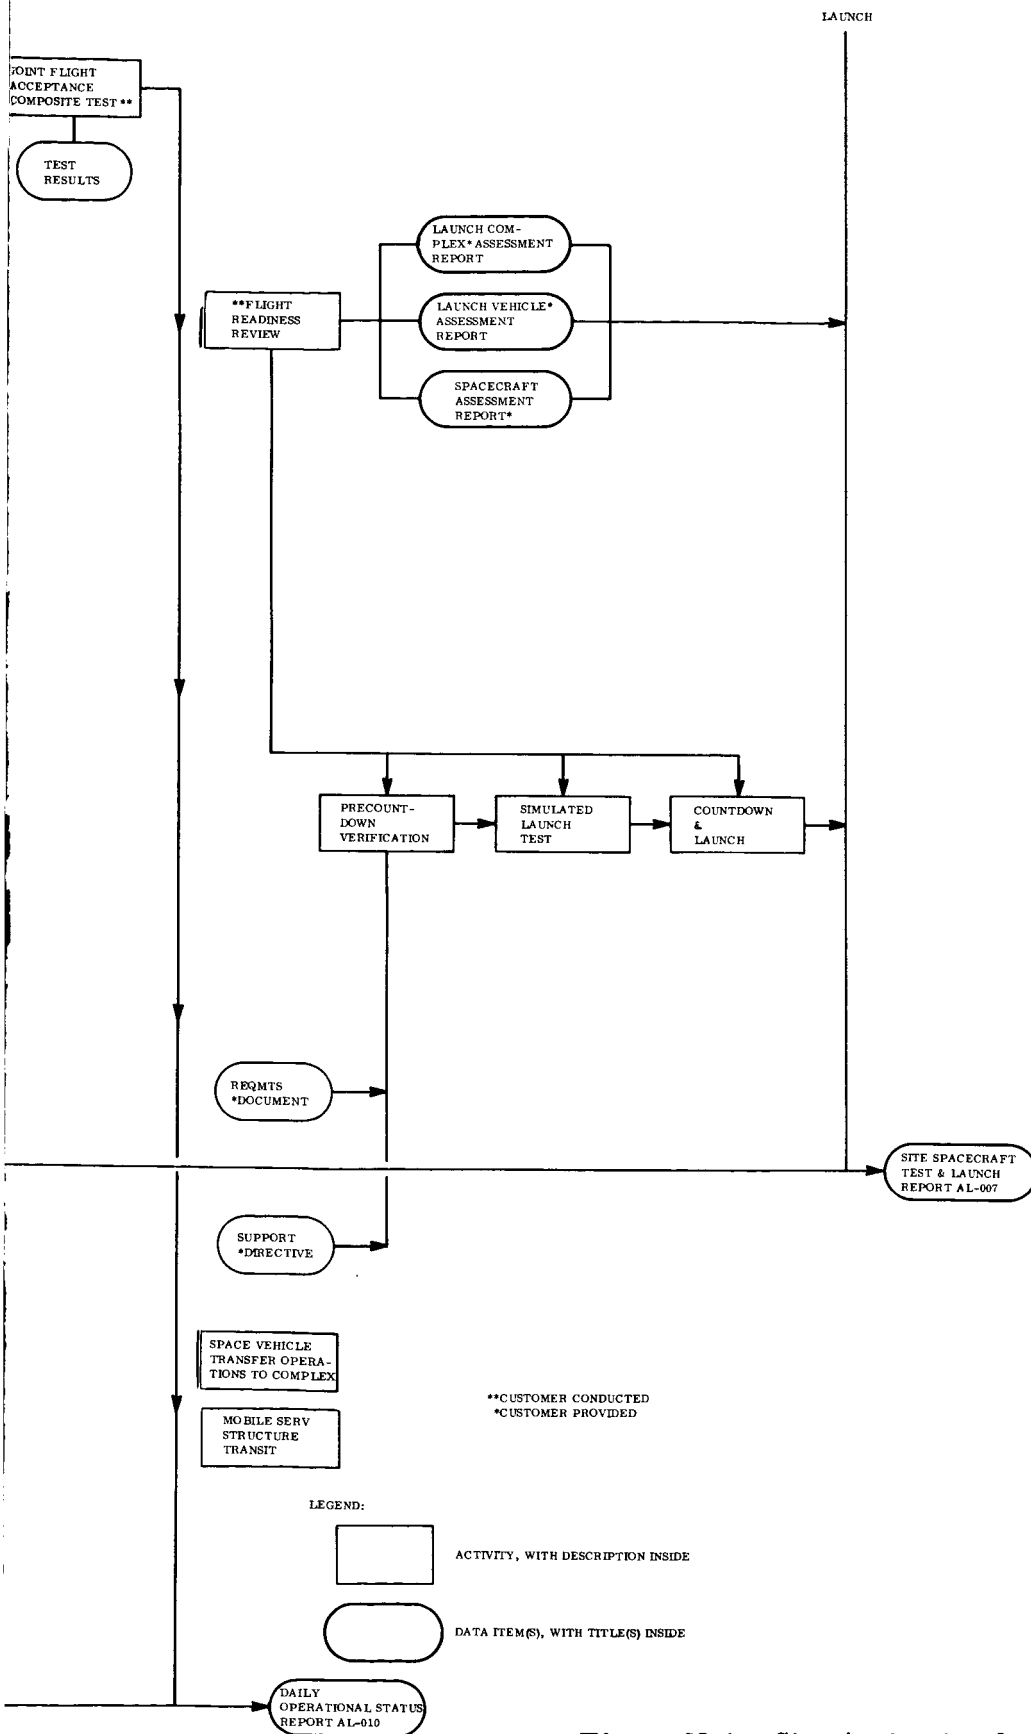 LAUNCH
JOINT FLIGHT
ACCEPTANCE
COMPOSITE TEST **
TEST
RESULTS
LAUNCH COM-
PLEX* ASSESSMENT
REPORT
**FLIGHT
READINESS
REVIEW
LAUNCH VEHICLE*
ASSESSMENT
REPORT
SPACECRAFT
ASSESSMENT
REPORT*
PRECOUNT-
DOWN
VERIFICATION
SIMULATED
LAUNCH
TEST
COUNTDOWN
&
LAUNCH
REQMTS
*DOCUMENT
SITE SPACECRAFT
TEST & LAUNCH
REPORT AL-007
SUPPORT
*DIRECTIVE
SPACE VEHICLE
TRANSFER OPERA-
TIONS TO COMPLEX
**CUSTOMER CONDUCTED
*CUSTOMER PROVIDED
MOBILE SERV
STRUCTURE
TRANSIT
LEGEND:
ACTIVITY, WITH DESCRIPTION INSIDE
DATA ITEM(S), WITH TITLE(S) INSIDE
DAILY
OPERATIONAL STATUS
REPORT AL-010